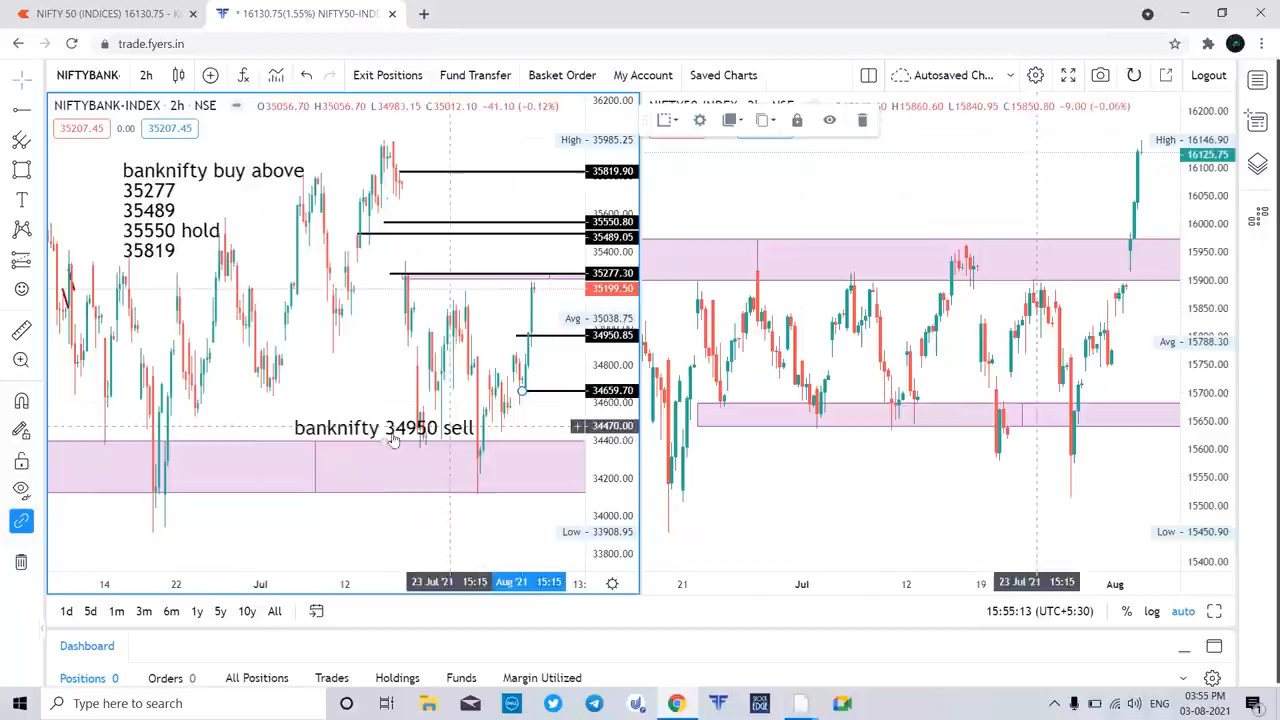 NIFTY 50 (INDICES) 16130.75 - K
* 16130.75(1.55%) NIFTY50-INDE
trade.fyers.in
NIFTYBANK- 2h Exit Positions Fund Transfer Basket Order My Account Saved Charts Autosaved Ch... Logout
NIFTYBANK-INDEX · 2h · NSE O35056.70 H35056.70 L34983.15 C35012.10 -41.10 (-0.12%)
H15860.60 L15840.95 C15850.80 -9.00 (-0.06%)
35207.45 0.00 35207.45
banknifty buy above
35277
35489
35550 hold
35819
banknifty 34950 sell
36200.00
High - 35985.25
35819.90
35600.00
35550.80
35489.05
35400.00
35277.30
35199.50
Avg - 35038.75
34950.85
34800.00
34659.70
34600.00
34470.00
34400.00
34200.00
34000.00
Low - 33908.95
33800.00
14 22 Jul 12 23 Jul '21 15:15 Aug '21 15:15 13:
16200.00
High - 16146.90
16125.75
16100.00
16050.00
16000.00
15950.00
15900.00
15850.00
15800.00
Avg - 15788.30
15750.00
15700.00
15650.00
15600.00
15550.00
15500.00
Low - 15450.90
15400.00
21 Jul 12 19 23 Jul '21 15:15 Aug
1d 5d 1m 3m 6m 1y 5y 10y All 15:55:13 (UTC+5:30) % log auto
Dashboard
Positions 0 Orders 0 All Positions Trades Holdings Margin Utilized
Type here to search
ENG
03:55 PM
03-08-2021